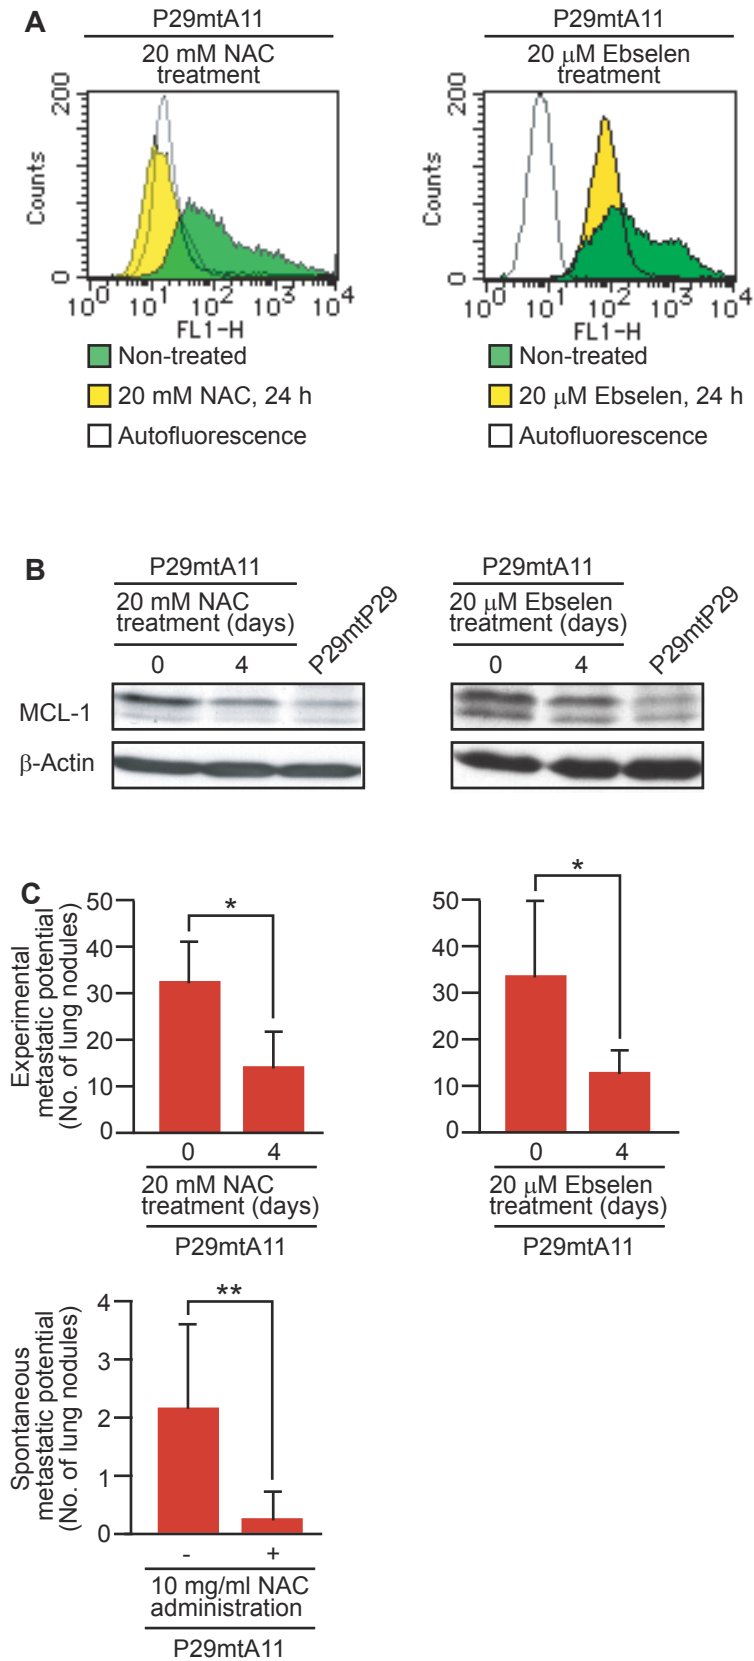 A
P29mtA11
20 mM NAC
treatment
200
Counts
0
10^0 10^1 10^2 10^3 10^4
FL1-H
Non-treated
20 mM NAC, 24 h
Autofluorescence
P29mtA11
20 μM Ebselen
treatment
200
Counts
0
10^0 10^1 10^2 10^3 10^4
FL1-H
Non-treated
20 μM Ebselen, 24 h
Autofluorescence
B
P29mtA11
20 mM NAC
treatment (days)
0 4 P29mtP29
P29mtA11
20 μM Ebselen
treatment (days)
0 4 P29mtP29
MCL-1
β-Actin
C
Experimental
metastatic potential
(No. of lung nodules)
50
40
30
20
10
0
*
0 4
20 mM NAC
treatment (days)
P29mtA11
50
40
30
20
10
0
*
0 4
20 μM Ebselen
treatment (days)
P29mtA11
Spontaneous
metastatic potential
(No. of lung nodules)
4
3
2
1
0
**
- +
10 mg/ml NAC
administration
P29mtA11